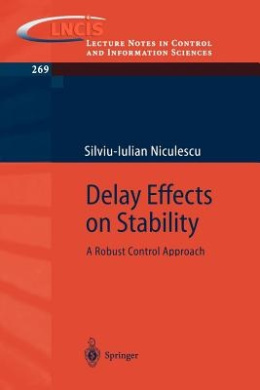 LNCIS
LECTURE NOTES IN CONTROL
AND INFORMATION SCIENCES
269
Silviu-Iulian Niculescu
Delay Effects
on Stability
A Robust Control Approach
Springer